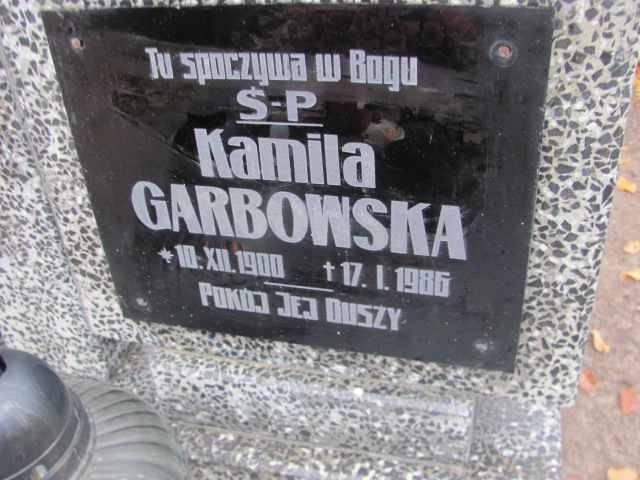 Tu spoczywa w Bogu
Ś-P
Kamila
GARBOWSKA
* 10. XII. 1900 † 17. I. 1986
Pokój Jej Duszy